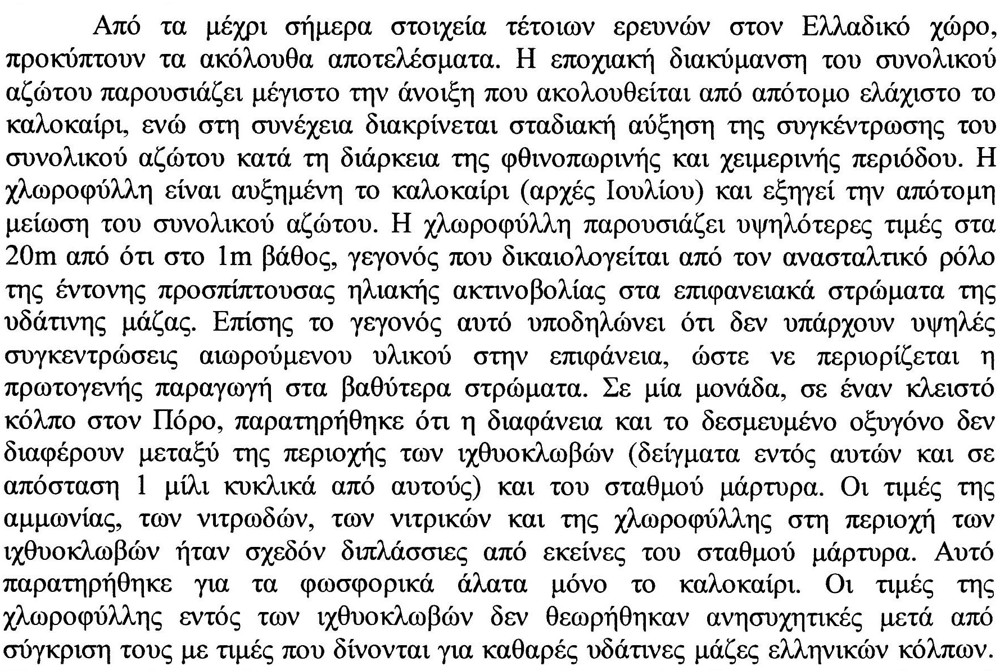 Από τα μέχρι σήμερα στοιχεία τέτοιων ερευνών στον Ελλαδικό χώρο,
προκύπτουν τα ακόλουθα αποτελέσματα. Η εποχιακή διακύμανση του συνολικού
αζώτου παρουσιάζει μέγιστο την άνοιξη που ακολουθείται από απότομο ελάχιστο το
καλοκαίρι, ενώ στη συνέχεια διακρίνεται σταδιακή αύξηση της συγκέντρωσης του
συνολικού αζώτου κατά τη διάρκεια της φθινοπωρινής και χειμερινής περιόδου. Η
χλωροφύλλη είναι αυξημένη το καλοκαίρι (αρχές Ιουλίου) και εξηγεί την απότομη
μείωση του συνολικού αζώτου. Η χλωροφύλλη παρουσιάζει υψηλότερες τιμές στα
20m από ότι στο 1m βάθος, γεγονός που δικαιολογείται από τον ανασταλτικό ρόλο
της έντονης προσπίπτουσας ηλιακής ακτινοβολίας στα επιφανειακά στρώματα της
υδάτινης μάζας. Επίσης το γεγονός αυτό υποδηλώνει ότι δεν υπάρχουν υψηλές
συγκεντρώσεις αιωρούμενου υλικού στην επιφάνεια, ώστε νε περιορίζεται η
πρωτογενής παραγωγή στα βαθύτερα στρώματα. Σε μία μονάδα, σε έναν κλειστό
κόλπο στον Πόρο, παρατηρήθηκε ότι η διαφάνεια και το δεσμευμένο οξυγόνο δεν
διαφέρουν μεταξύ της περιοχής των ιχθυοκλωβών (δείγματα εντός αυτών και σε
απόσταση 1 μίλι κυκλικά από αυτούς) και του σταθμού μάρτυρα. Οι τιμές της
αμμωνίας, των νιτρωδών, των νιτρικών και της χλωροφύλλης στη περιοχή των
ιχθυοκλωβών ήταν σχεδόν διπλάσσιες από εκείνες του σταθμού μάρτυρα. Αυτό
παρατηρήθηκε για τα φωσφορικά άλατα μόνο το καλοκαίρι. Οι τιμές της
χλωροφύλλης εντός των ιχθυοκλωβών δεν θεωρήθηκαν ανησυχητικές μετά από
σύγκριση τους με τιμές που δίνονται για καθαρές υδάτινες μάζες ελληνικών κόλπων.